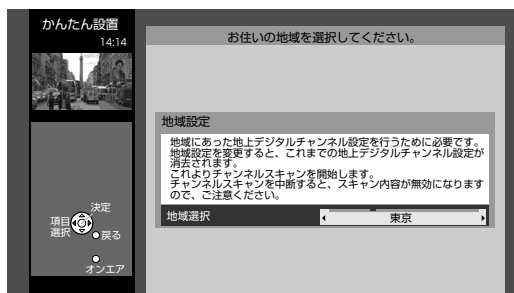 かんたん設置
14:14
お住いの地域を選択してください。
地域設定
地域にあった地上デジタルチャンネル設定を行うために必要です。
地域設定を変更すると、これまでの地上デジタルチャンネル設定が
消去されます。
これよりチャンネルスキャンを開始します。
チャンネルスキャンを中断すると、スキャン内容が無効になります
ので、ご注意ください。
地域選択
東京
決定
項目
選択
戻る
オンエア